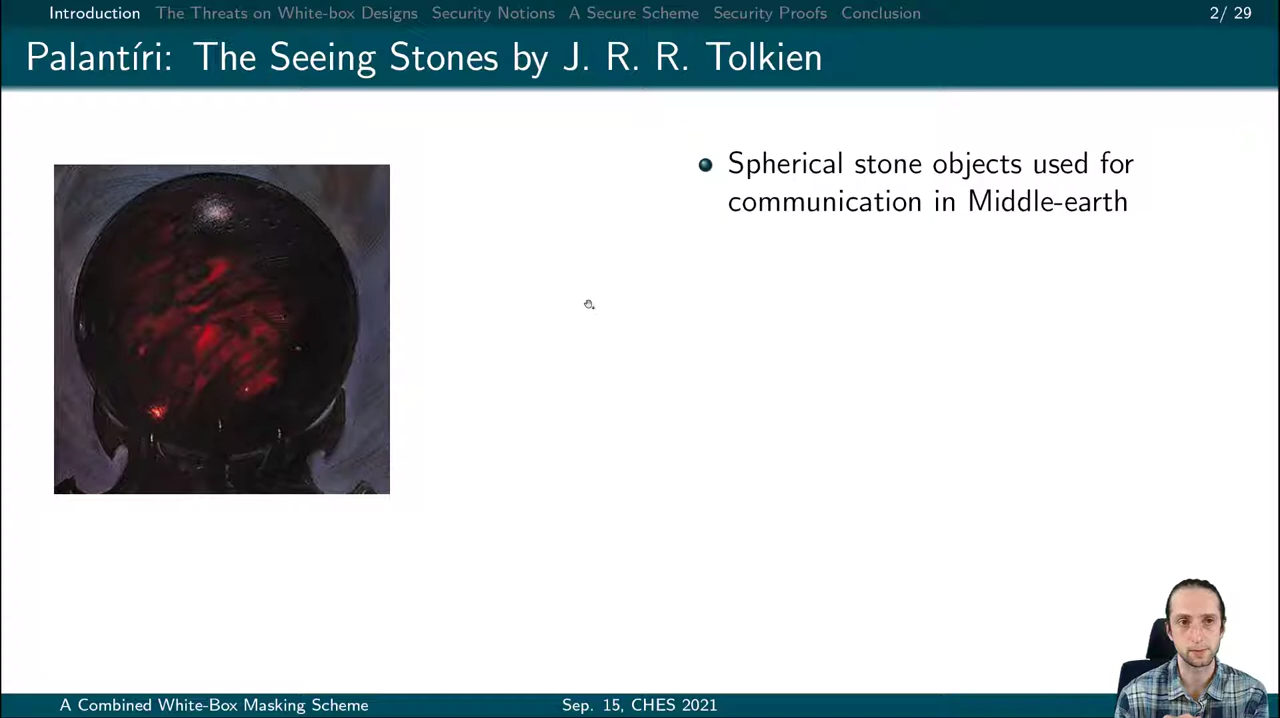 Introduction The Threats on White-box Designs Security Notions A Secure Scheme Security Proofs Conclusion 2/ 29
Palantíri: The Seeing Stones by J. R. R. Tolkien
Spherical stone objects used for
communication in Middle-earth
A Combined White-Box Masking Scheme Sep. 15, CHES 2021